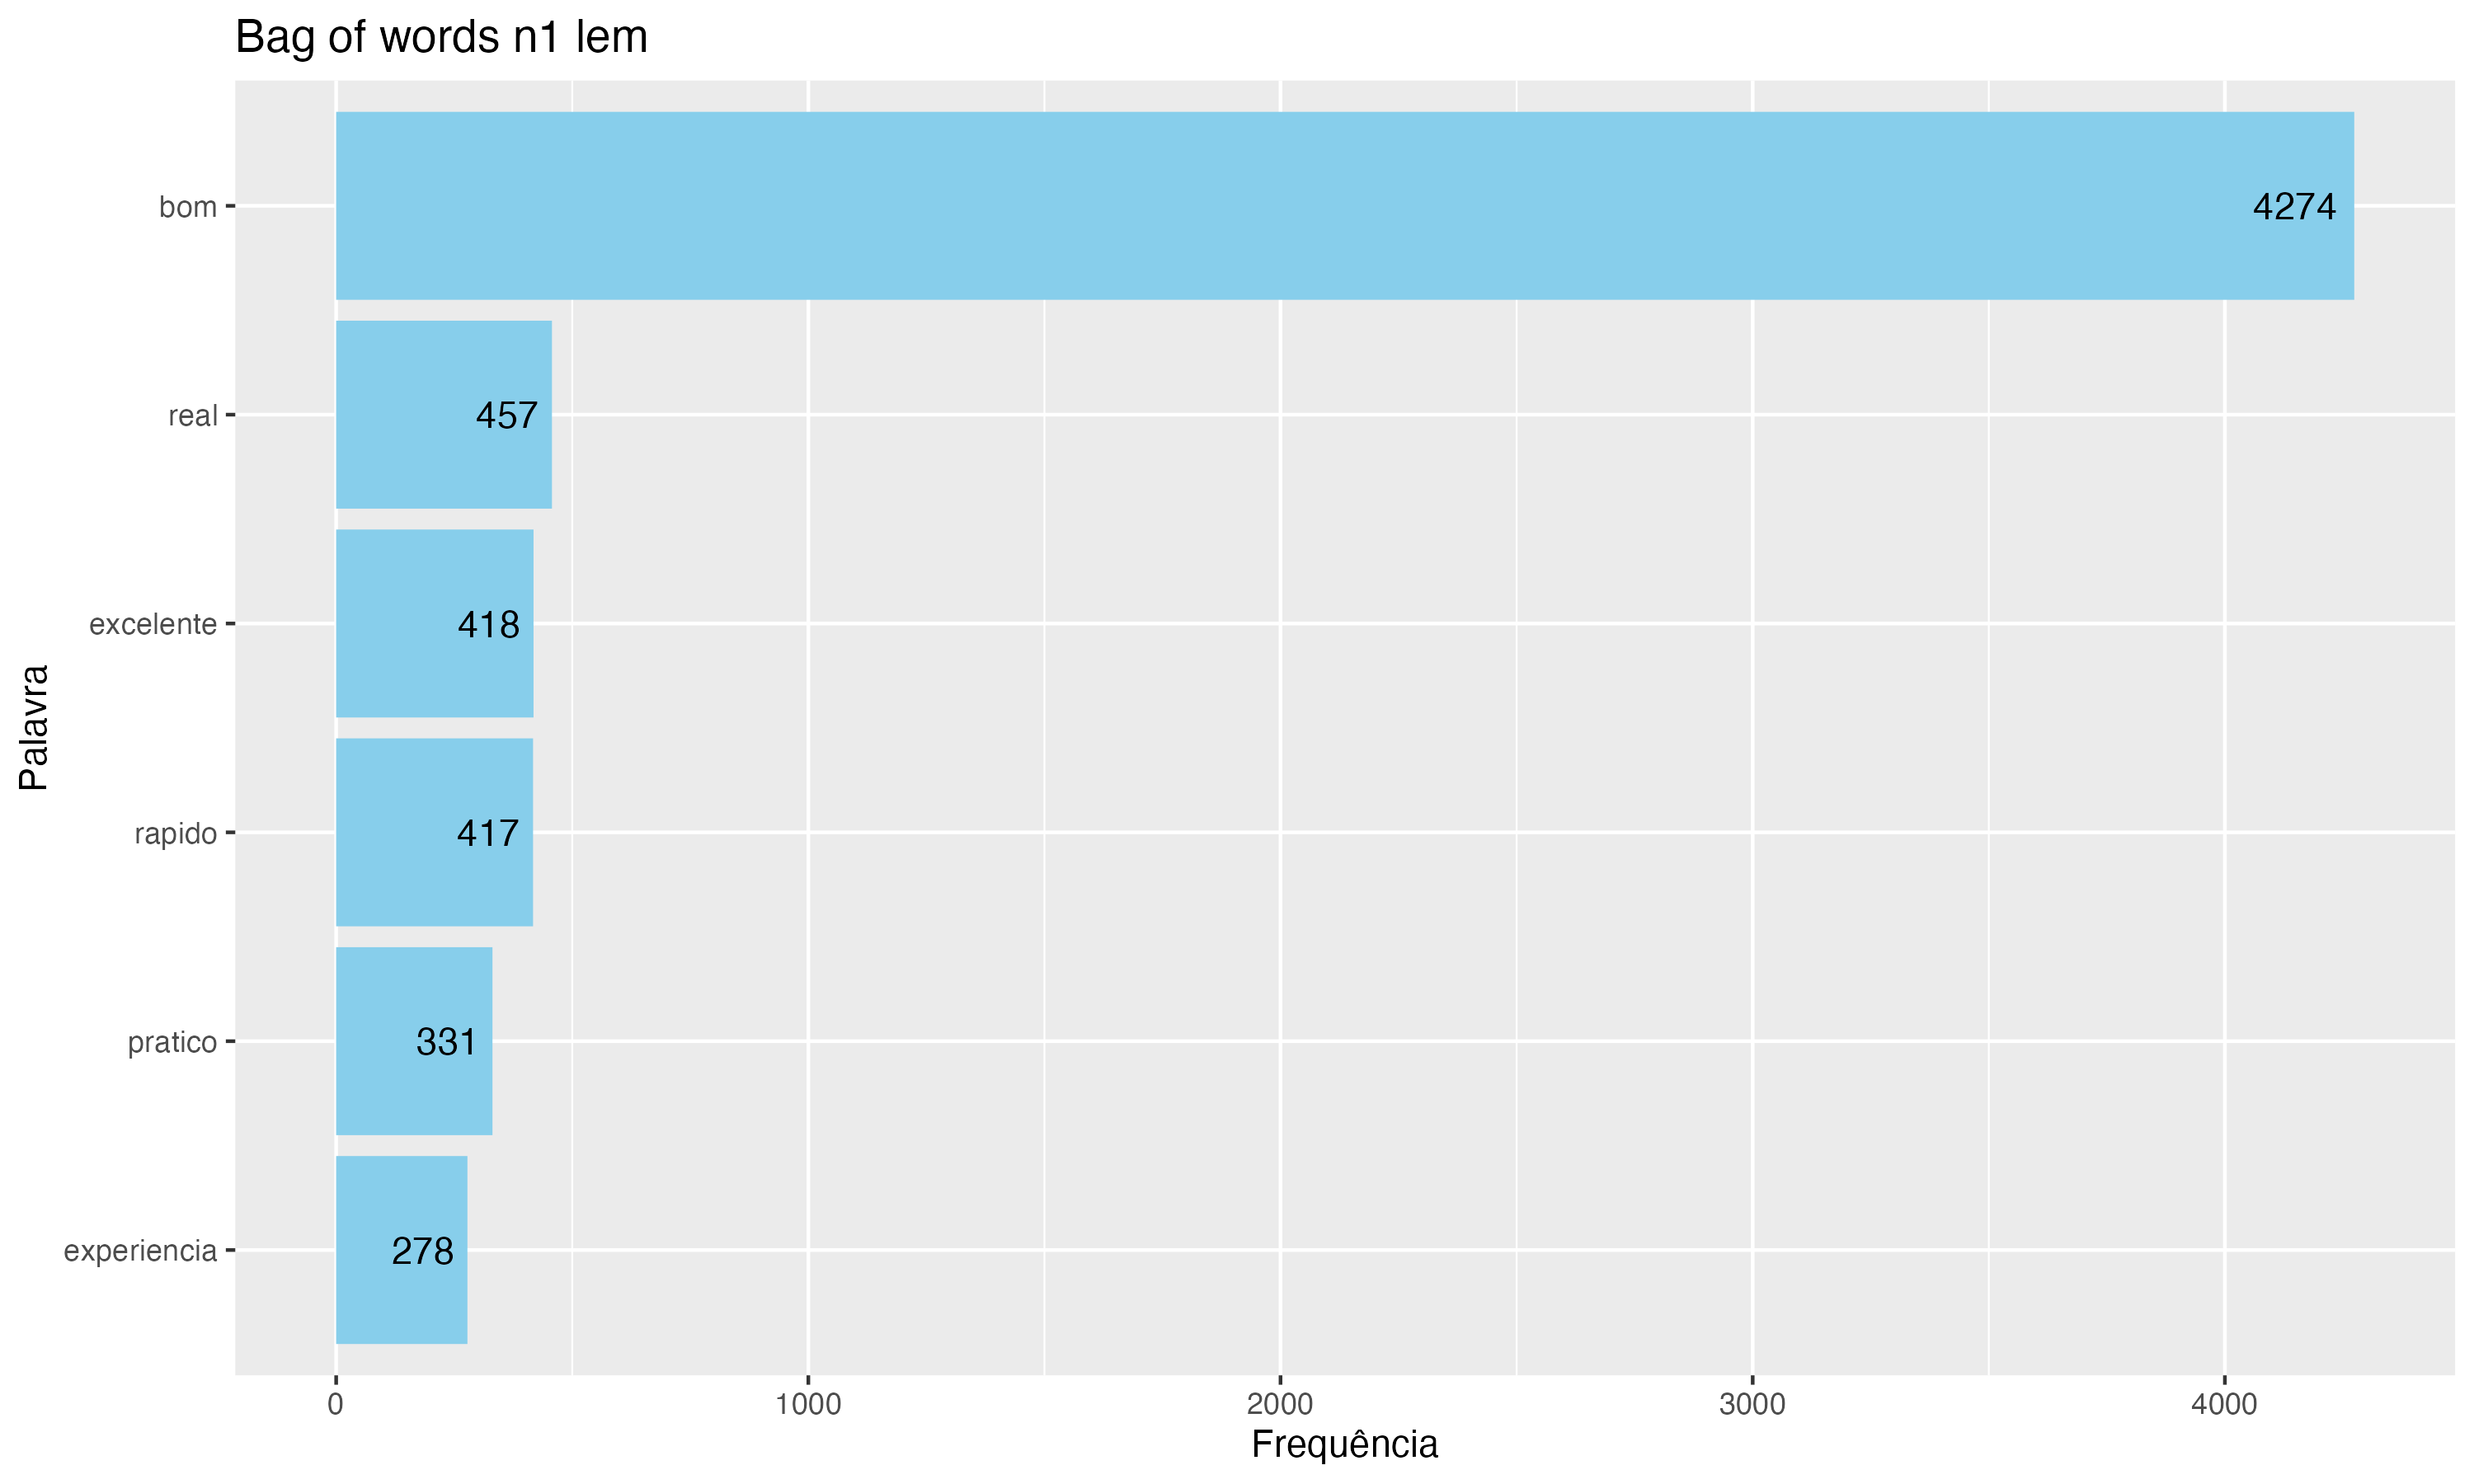 Bag of words n1 lem
Palavra
bom
4274
real
457
excelente
418
rapido
417
pratico
331
experiencia
278
0 1000 2000 3000 4000
Frequência